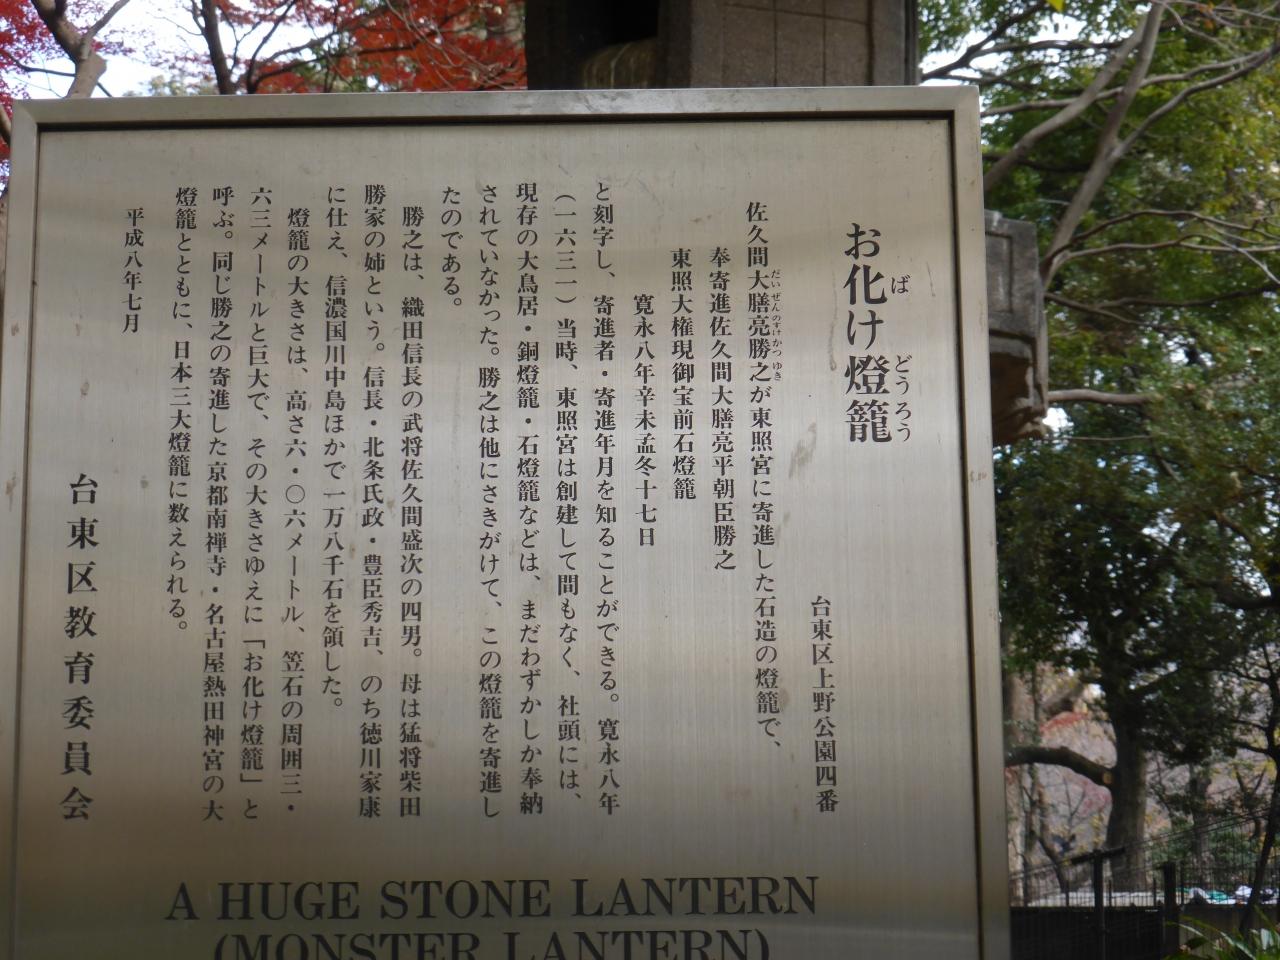 お化け燈籠
ば どうろう
台東区上野公園四番
佐久間大膳亮勝之が東照宮に寄進した石造の燈籠で、
だいぜんのすけかつゆき
奉寄進佐久間大膳亮平朝臣勝之
東照大権現御宝前石燈籠
寛永八年辛未孟冬十七日
と刻字し、寄進者・寄進年月を知ることができる。寛永八年
(一六三一)当時、東照宮は創建して間もなく、社頭には、
現存の大鳥居・銅燈籠・石燈籠などは、まだわずかしか奉納
されていなかった。勝之は他にさきがけて、この燈籠を寄進し
たのである。
勝之は、織田信長の武将佐久間盛次の四男。母は猛将柴田
勝家の姉という。信長・北条氏政・豊臣秀吉、のち徳川家康
に仕え、信濃国川中島ほかで一万八千石を領した。
燈籠の大きさは、高さ六・〇六メートル、笠石の周囲三・
六三メートルと巨大で、その大きさゆえに「お化け燈籠」と
呼ぶ。同じ勝之の寄進した京都南禅寺・名古屋熱田神宮の大
燈籠とともに、日本三大燈籠に数えられる。
平成八年七月
台東区教育委員会
A HUGE STONE LANTERN
(MONSTER LANTERN)